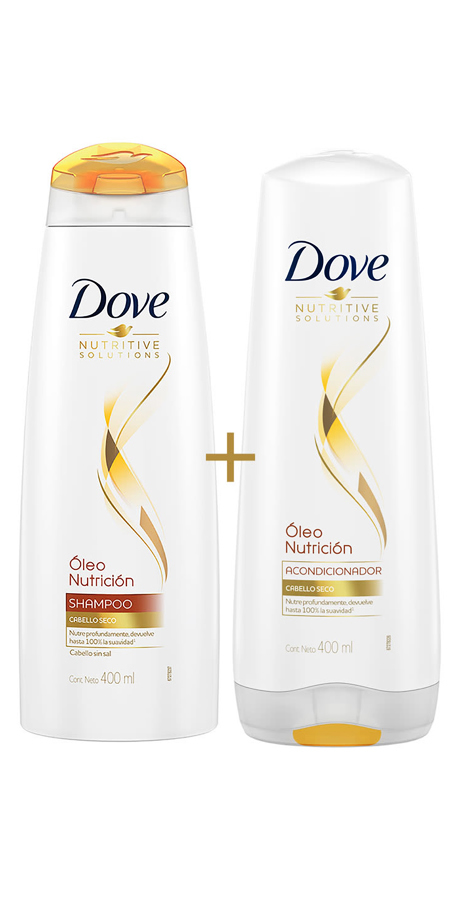 Dove
NUTRITIVE
SOLUTIONS
Óleo
Nutrición
SHAMPOO
CABELLO SECO
Nutre profundamente, devuelve
hasta 100% la suavidad
Cabello sin sal
Cont. Neto 400 ml
+
Dove
NUTRITIVE
SOLUTIONS
Óleo
Nutrición
ACONDICIONADOR
CABELLO SECO
Nutre profundamente, devuelve
hasta 100% la suavidad
Cont. Neto 400 ml